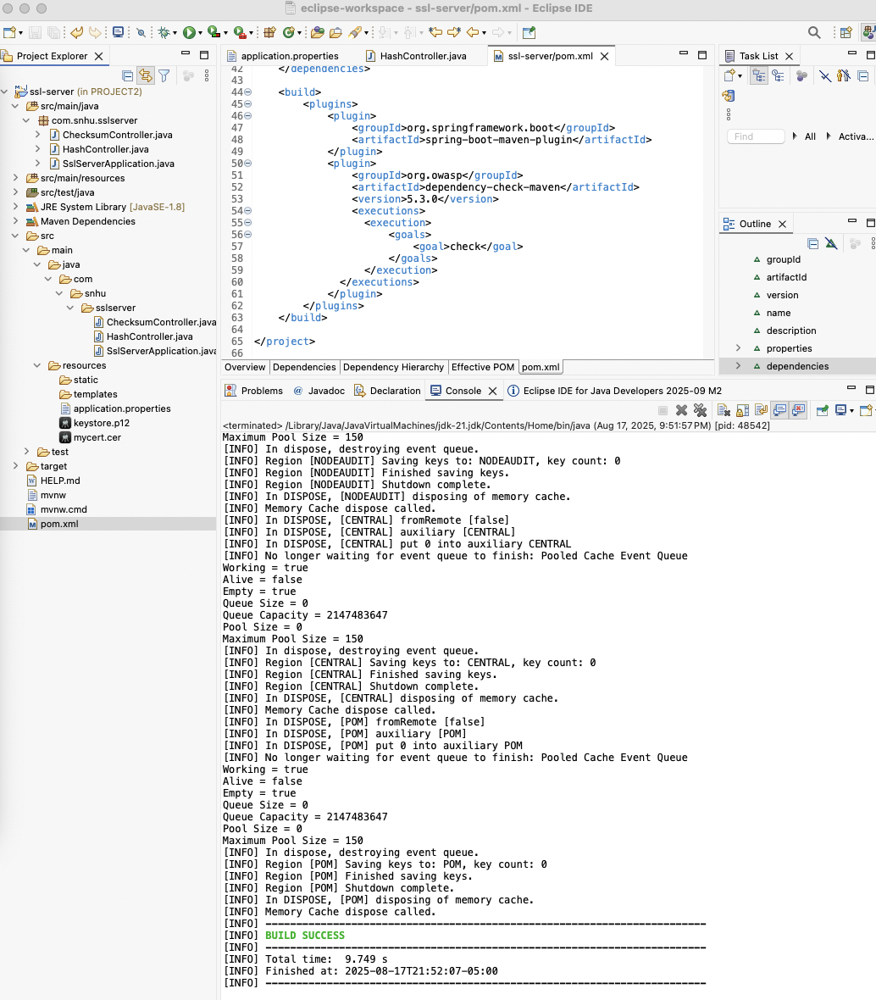 eclipse-workspace - ssl-server/pom.xml - Eclipse IDE
Project Explorer
ssl-server (in PROJECT2)
src/main/java
com.snhu.sslserver
ChecksumController.java
HashController.java
SslServerApplication.java
src/main/resources
src/test/java
JRE System Library [JavaSE-1.8]
Maven Dependencies
src
main
java
com
snhu
sslserver
ChecksumController.java
HashController.java
SslServerApplication.java
resources
static
templates
application.properties
keystore.p12
mycert.cer
test
target
HELP.md
mvnw
mvnw.cmd
pom.xml
application.properties
HashController.java
ssl-server/pom.xml
42 </dependencies>
43
44 <build>
45 <plugins>
46 <plugin>
47 <groupId>org.springframework.boot</groupId>
48 <artifactId>spring-boot-maven-plugin</artifactId>
49 </plugin>
50 <plugin>
51 <groupId>org.owasp</groupId>
52 <artifactId>dependency-check-maven</artifactId>
53 <version>5.3.0</version>
54 <executions>
55 <execution>
56 <goals>
57 <goal>check</goal>
58 </goals>
59 </execution>
60 </executions>
61 </plugin>
62 </plugins>
63 </build>
64
65 </project>
66
Overview
Dependencies
Dependency Hierarchy
Effective POM
pom.xml
Task List
Find
All
Activa...
Outline
groupId
artifactId
version
name
description
properties
dependencies
Problems
Javadoc
Declaration
Console
Eclipse IDE for Java Developers 2025-09 M2
<terminated> /Library/Java/JavaVirtualMachines/jdk-21.jdk/Contents/Home/bin/java (Aug 17, 2025, 9:51:57 PM) [pid: 48542]
Maximum Pool Size = 150
[INFO] In dispose, destroying event queue.
[INFO] Region [NODEAUDIT] Saving keys to: NODEAUDIT, key count: 0
[INFO] Region [NODEAUDIT] Finished saving keys.
[INFO] Region [NODEAUDIT] Shutdown complete.
[INFO] In DISPOSE, [NODEAUDIT] disposing of memory cache.
[INFO] Memory Cache dispose called.
[INFO] In DISPOSE, [CENTRAL] fromRemote [false]
[INFO] In DISPOSE, [CENTRAL] auxiliary [CENTRAL]
[INFO] In DISPOSE, [CENTRAL] put 0 into auxiliary CENTRAL
[INFO] No longer waiting for event queue to finish: Pooled Cache Event Queue
Working = true
Alive = false
Empty = true
Queue Size = 0
Queue Capacity = 2147483647
Pool Size = 0
Maximum Pool Size = 150
[INFO] In dispose, destroying event queue.
[INFO] Region [CENTRAL] Saving keys to: CENTRAL, key count: 0
[INFO] Region [CENTRAL] Finished saving keys.
[INFO] Region [CENTRAL] Shutdown complete.
[INFO] In DISPOSE, [CENTRAL] disposing of memory cache.
[INFO] Memory Cache dispose called.
[INFO] In DISPOSE, [POM] fromRemote [false]
[INFO] In DISPOSE, [POM] auxiliary [POM]
[INFO] In DISPOSE, [POM] put 0 into auxiliary POM
[INFO] No longer waiting for event queue to finish: Pooled Cache Event Queue
Working = true
Alive = false
Empty = true
Queue Size = 0
Queue Capacity = 2147483647
Pool Size = 0
Maximum Pool Size = 150
[INFO] In dispose, destroying event queue.
[INFO] Region [POM] Saving keys to: POM, key count: 0
[INFO] Region [POM] Finished saving keys.
[INFO] Region [POM] Shutdown complete.
[INFO] In DISPOSE, [POM] disposing of memory cache.
[INFO] Memory Cache dispose called.
[INFO] ------------------------------------------------------------------------
[INFO] BUILD SUCCESS
[INFO] ------------------------------------------------------------------------
[INFO] Total time:  9.749 s
[INFO] Finished at: 2025-08-17T21:52:07-05:00
[INFO] ------------------------------------------------------------------------